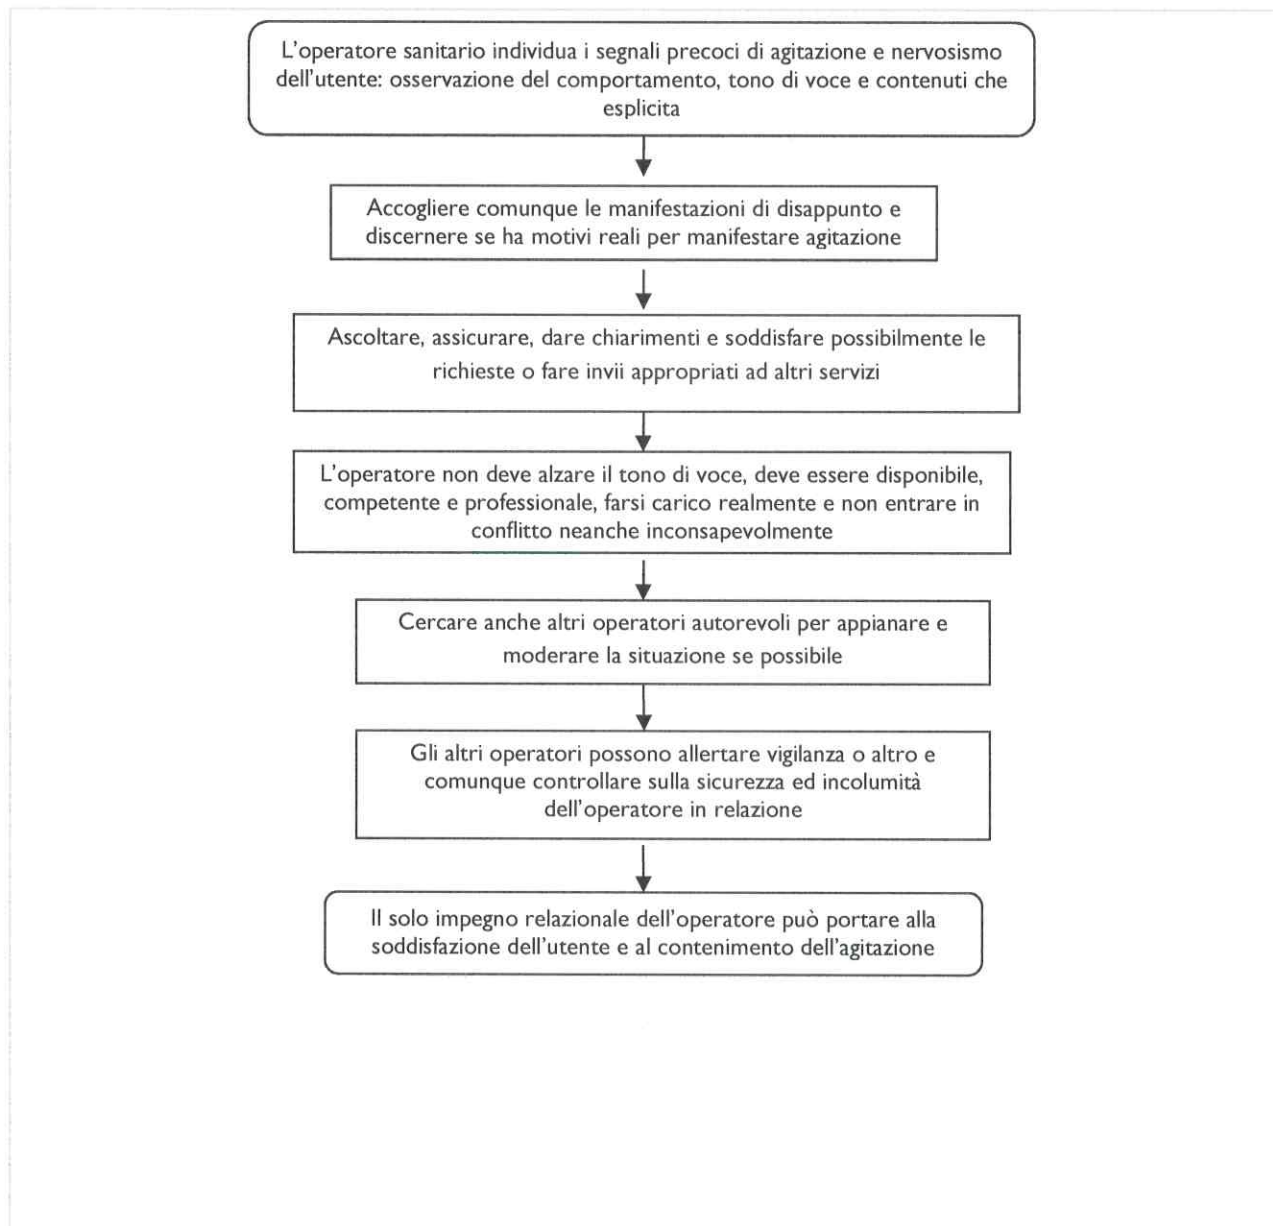 L'operatore sanitario individua i segnali precoci di agitazione e nervosismo
dell'utente: osservazione del comportamento, tono di voce e contenuti che
esplicita
Accogliere comunque le manifestazioni di disappunto e
discernere se ha motivi reali per manifestare agitazione
Ascoltare, assicurare, dare chiarimenti e soddisfare possibilmente le
richieste o fare invii appropriati ad altri servizi
L'operatore non deve alzare il tono di voce, deve essere disponibile,
competente e professionale, farsi carico realmente e non entrare in
conflitto neanche inconsapevolmente
Cercare anche altri operatori autorevoli per appianare e
moderare la situazione se possibile
Gli altri operatori possono allertare vigilanza o altro e
comunque controllare sulla sicurezza ed incolumità
dell'operatore in relazione
Il solo impegno relazionale dell'operatore può portare alla
soddisfazione dell'utente e al contenimento dell'agitazione